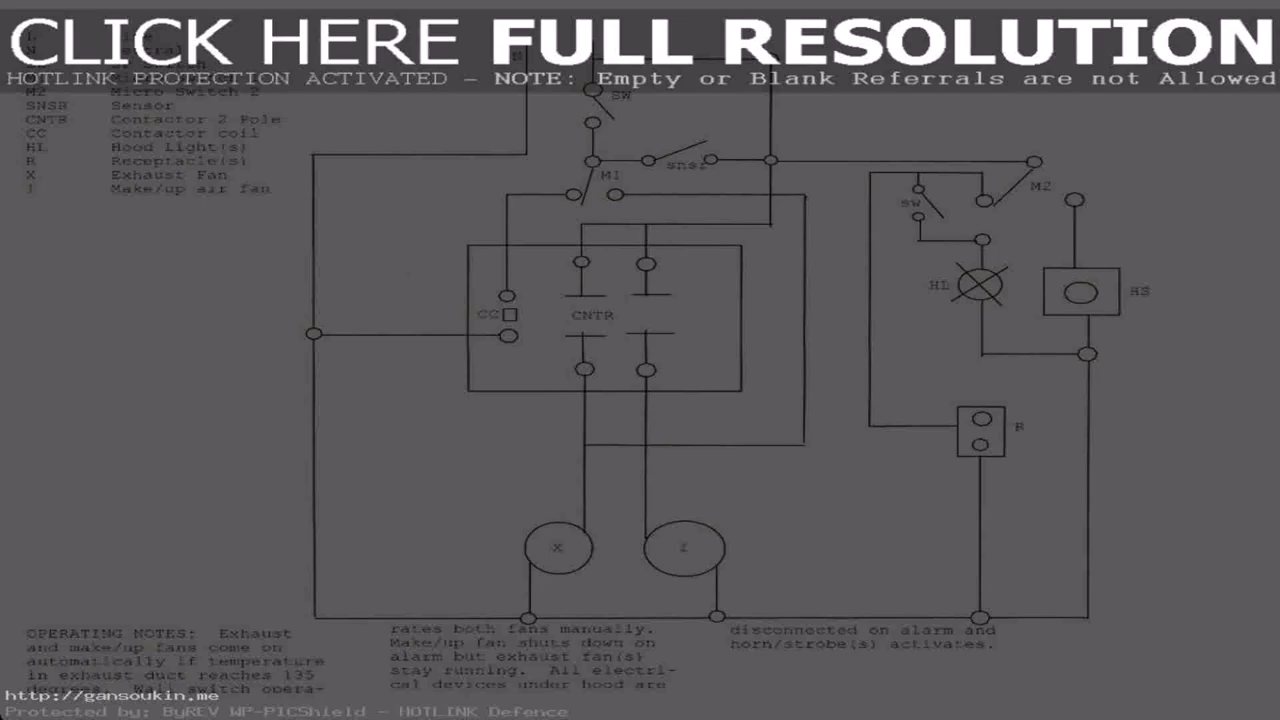 CLICK HERE FULL RESOLUTION
HOTLINK PROTECTION ACTIVATED - NOTE: Empty or Blank Referrals are not Allowed
M2 Micro Switch 2
SNSR Sensor
CNTR Contactor 2 Pole
CC Contactor coil
HL Hood Light(s)
R Receptacle(s)
X Exhaust Fan
I Make/up air fan
SW
snsr
M1
M2
sw
HL
HS
CC
CNTR
R
X
I
OPERATING NOTES: Exhaust
and make/up fans come on
automatically if temperature
in exhaust duct reaches 135
degrees. Wall switch opera-
rates both fans manually.
Make/up fan shuts down on
alarm but exhaust fan(s)
stay running. All electri-
cal devices under hood are
disconnected on alarm and
horn/strobe(s) activates.
http://gansoukin.me
Protected by: ByREV WP-PICShield - HOTLINK Defence